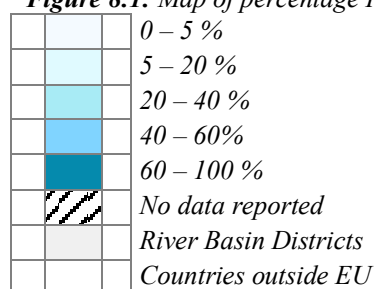 Figure 8.1: Map of percentage
0 – 5 %
5 – 20 %
20 – 40 %
40 – 60%
60 – 100 %
No data reported
River Basin Districts
Countries outside EU